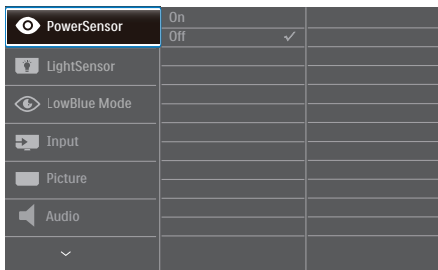 PowerSensor
On
Off
LightSensor
LowBlue Mode
Input
Picture
Audio